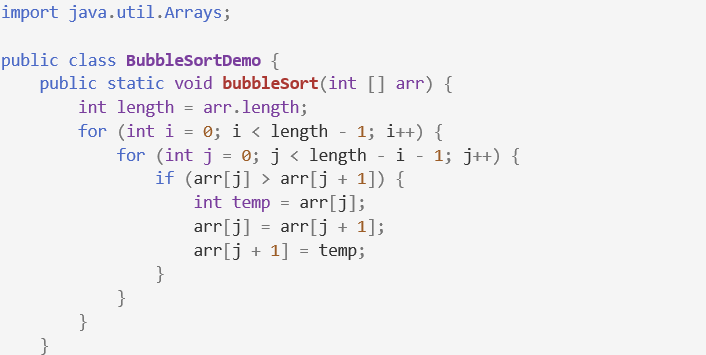 import java.util.Arrays;
public class BubbleSortDemo {
    public static void bubbleSort(int [] arr) {
        int length = arr.length;
        for (int i = 0; i < length - 1; i++) {
            for (int j = 0; j < length - i - 1; j++) {
                if (arr[j] > arr[j + 1]) {
                    int temp = arr[j];
                    arr[j] = arr[j + 1];
                    arr[j + 1] = temp;
                }
            }
        }
    }